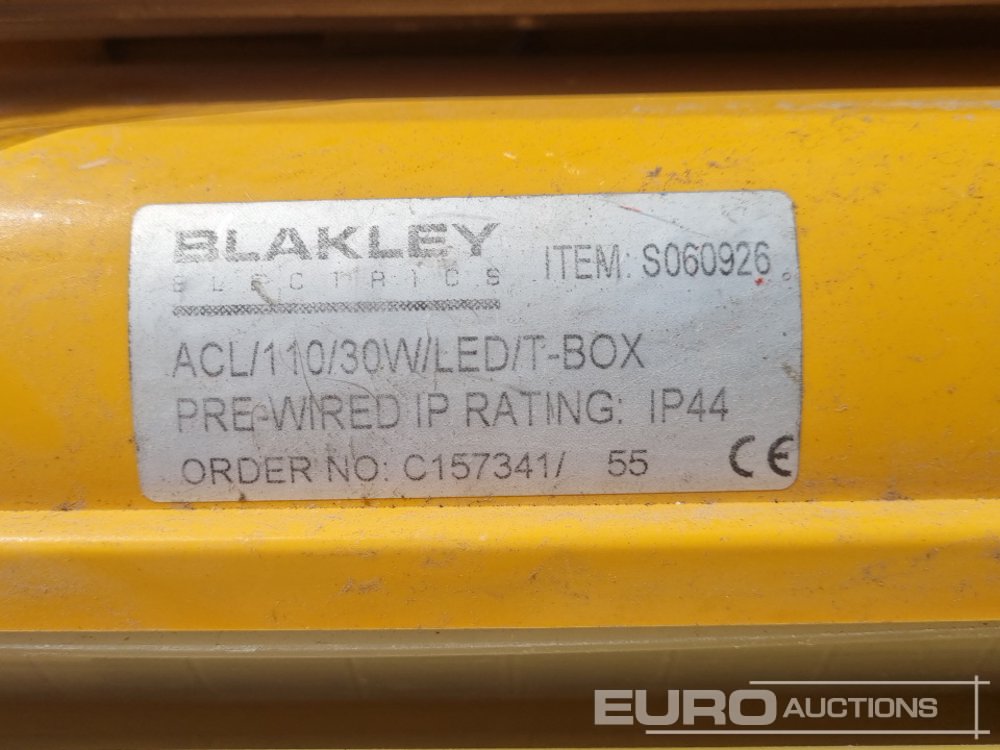 BLAKLEY
ELECTRICS
ITEM: S060926
ACL/110/30W/LED/T-BOX
PRE-WIRED IP RATING: IP44
ORDER NO: C157341/ 55 CE
EURO AUCTIONS